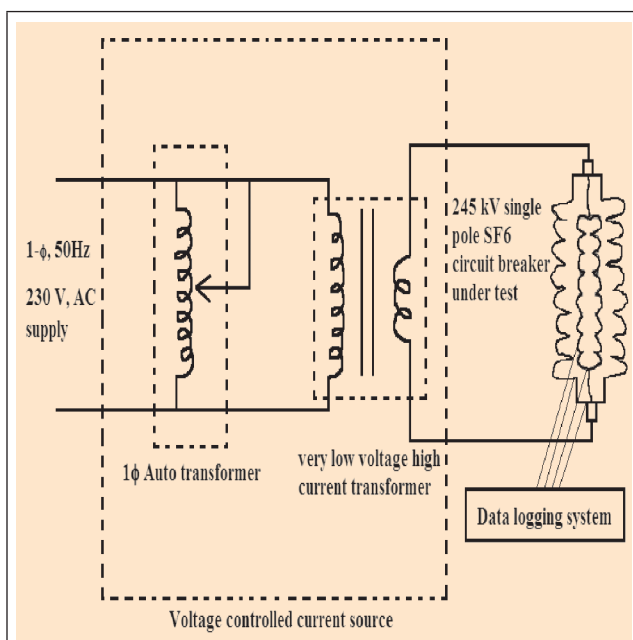 1-ϕ, 50Hz
230 V, AC
supply
1ϕ Auto transformer
very low voltage high
current transformer
245 kV single
pole SF6
circuit breaker
under test
Data logging system
Voltage controlled current source